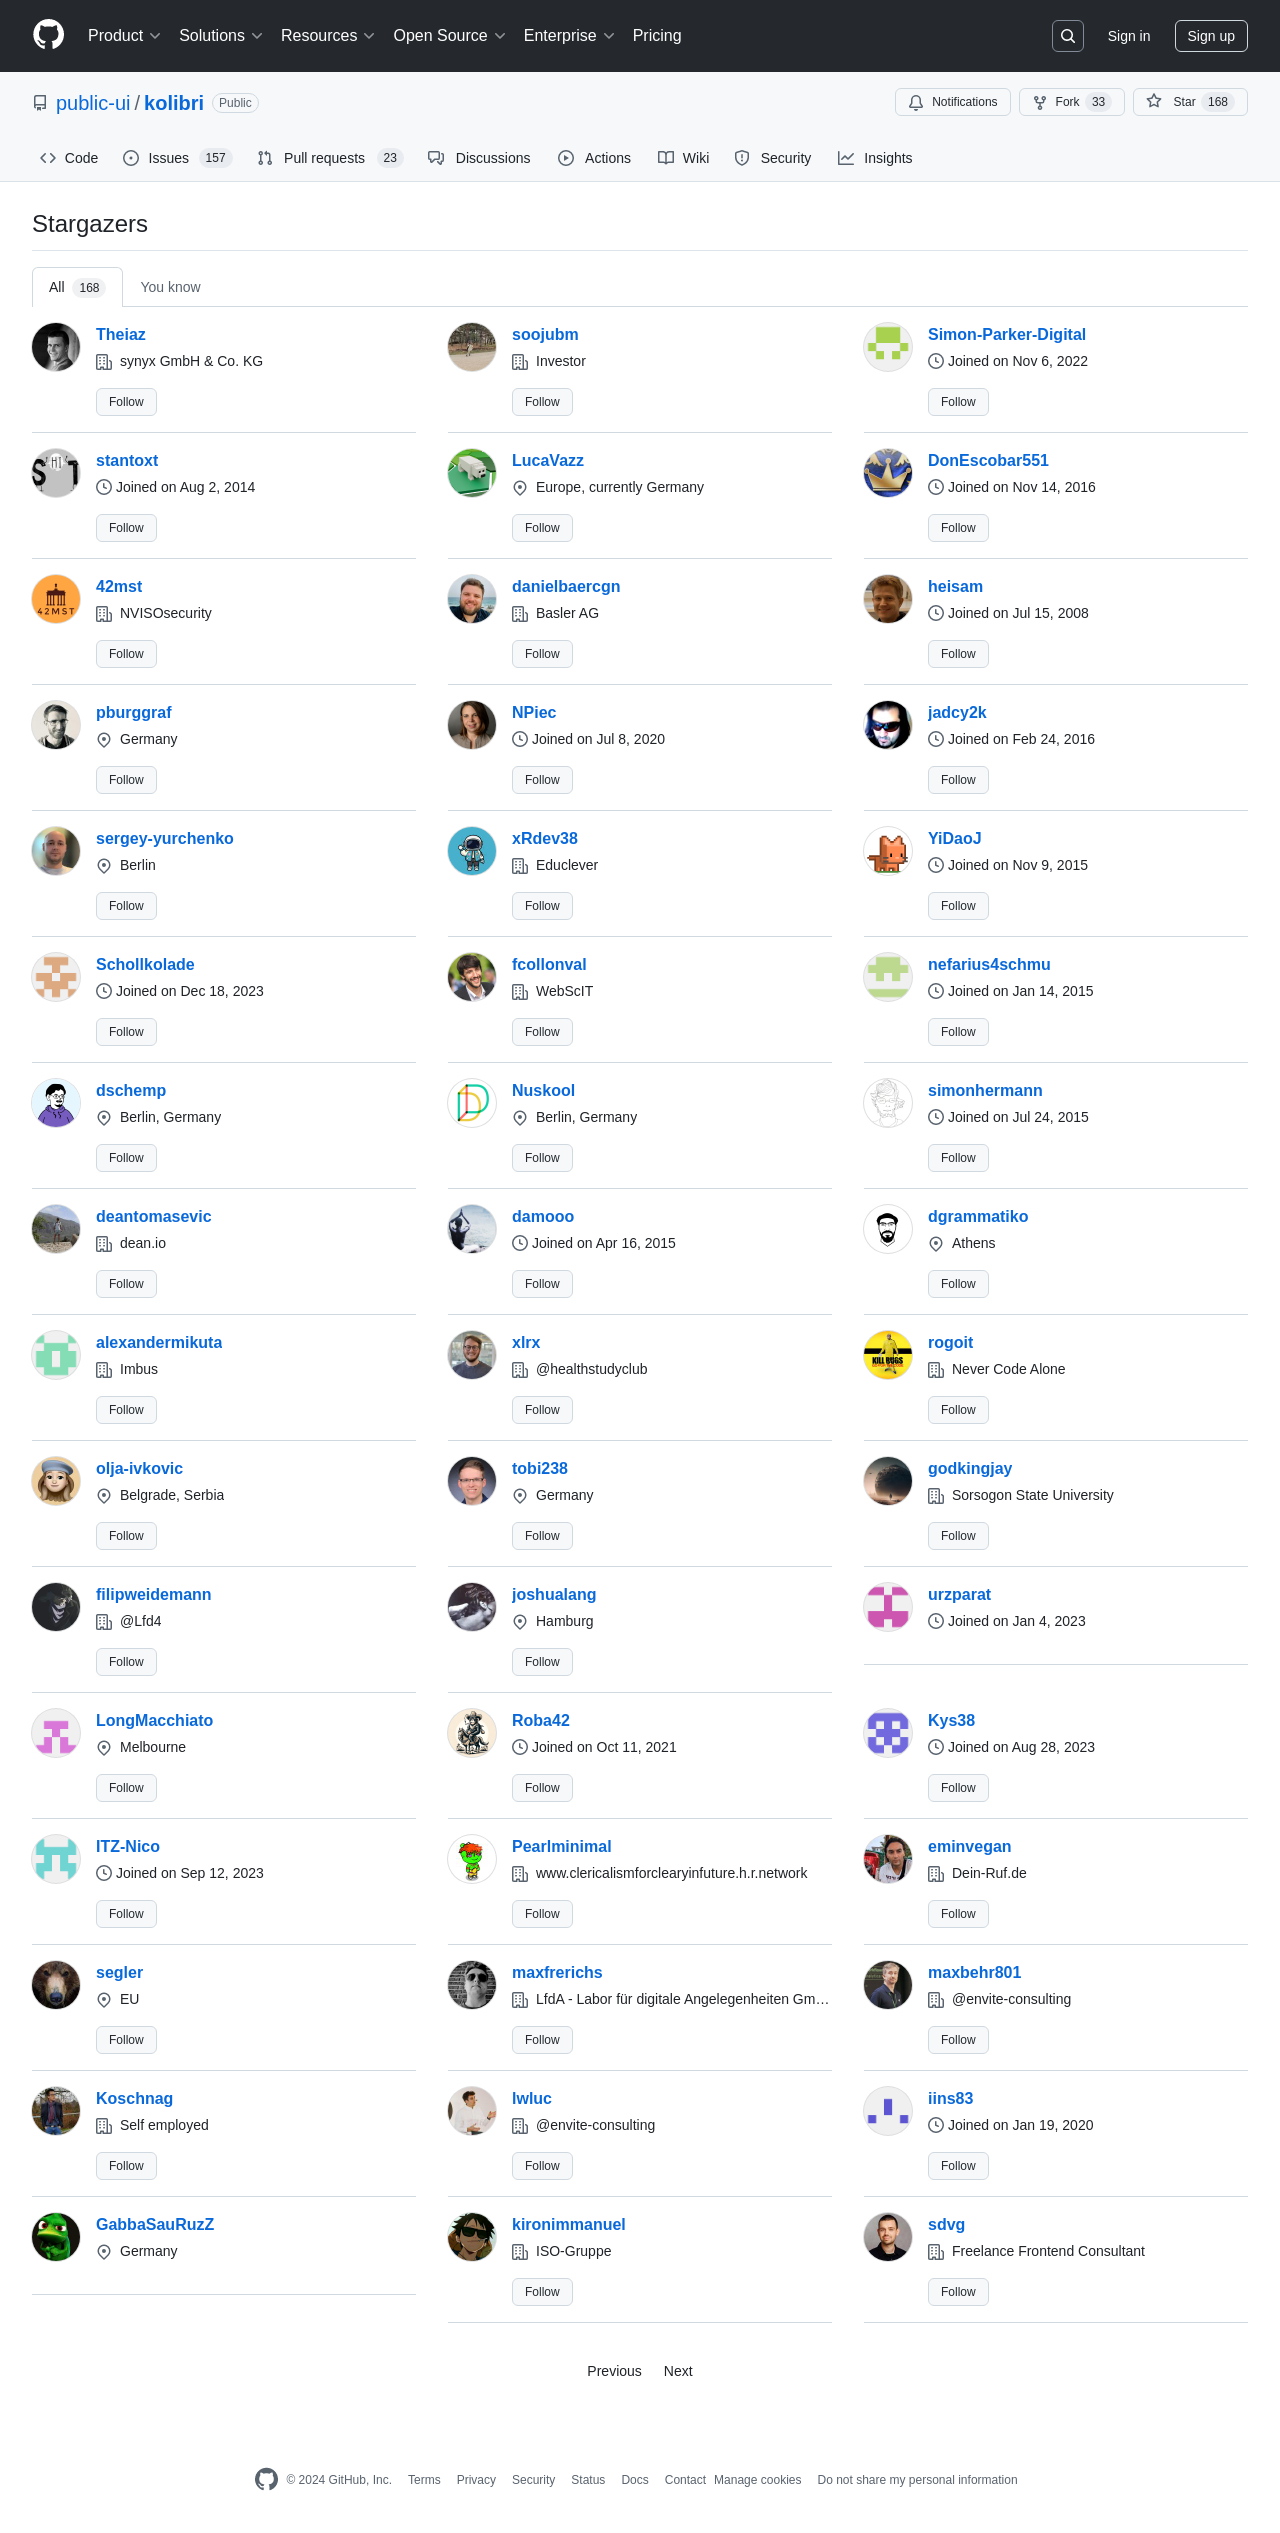 Product Solutions Resources Open Source Enterprise Pricing Sign in Sign up
public-ui / kolibri Public Notifications Fork 33 Star 168
Code Issues 157 Pull requests 23 Discussions Actions Wiki Security Insights
Stargazers
All 168 You know
Theiaz soojubm Simon-Parker-Digital
synyx GmbH & Co. KG Investor Joined on Nov 6, 2022
Follow Follow Follow
stantoxt LucaVazz DonEscobar551
Joined on Aug 2, 2014 Europe, currently Germany Joined on Nov 14, 2016
Follow Follow Follow
42mst danielbaercgn heisam
NVISOsecurity Basler AG Joined on Jul 15, 2008
42MST
Follow Follow Follow
pburggraf NPiec jadcy2k
Germany Joined on Jul 8, 2020 Joined on Feb 24, 2016
Follow Follow Follow
sergey-yurchenko xRdev38 YiDaoJ
Berlin Educlever Joined on Nov 9, 2015
Follow Follow Follow
Schollkolade fcollonval nefarius4schmu
Joined on Dec 18, 2023 WebScIT Joined on Jan 14, 2015
Follow Follow Follow
dschemp Nuskool simonhermann
Berlin, Germany Berlin, Germany Joined on Jul 24, 2015
Follow Follow Follow
deantomasevic damooo dgrammatiko
dean.io Joined on Apr 16, 2015 Athens
Follow Follow Follow
alexandermikuta xlrx rogoit
Imbus @healthstudyclub KILL BUGS Never Code Alone
Follow Follow Follow
olja-ivkovic tobi238 godkingjay
Belgrade, Serbia Germany Sorsogon State University
Follow Follow Follow
filipweidemann joshualang urzparat
@Lfd4 Hamburg Joined on Jan 4, 2023
Follow Follow
LongMacchiato Roba42 Kys38
Melbourne Joined on Oct 11, 2021 Joined on Aug 28, 2023
Follow Follow Follow
ITZ-Nico Pearlminimal eminvegan
Joined on Sep 12, 2023 www.clericalismforclearyinfuture.h.r.network Dein-Ruf.de
Follow Follow Follow
segler maxfrerichs maxbehr801
EU LfdA - Labor für digitale Angelegenheiten Gm… @envite-consulting
Follow Follow Follow
Koschnag lwluc iins83
Self employed @envite-consulting Joined on Jan 19, 2020
Follow Follow Follow
GabbaSauRuzZ kironimmanuel sdvg
Germany ISO-Gruppe Freelance Frontend Consultant
Follow Follow
Previous Next
© 2024 GitHub, Inc. Terms Privacy Security Status Docs Contact Manage cookies Do not share my personal information